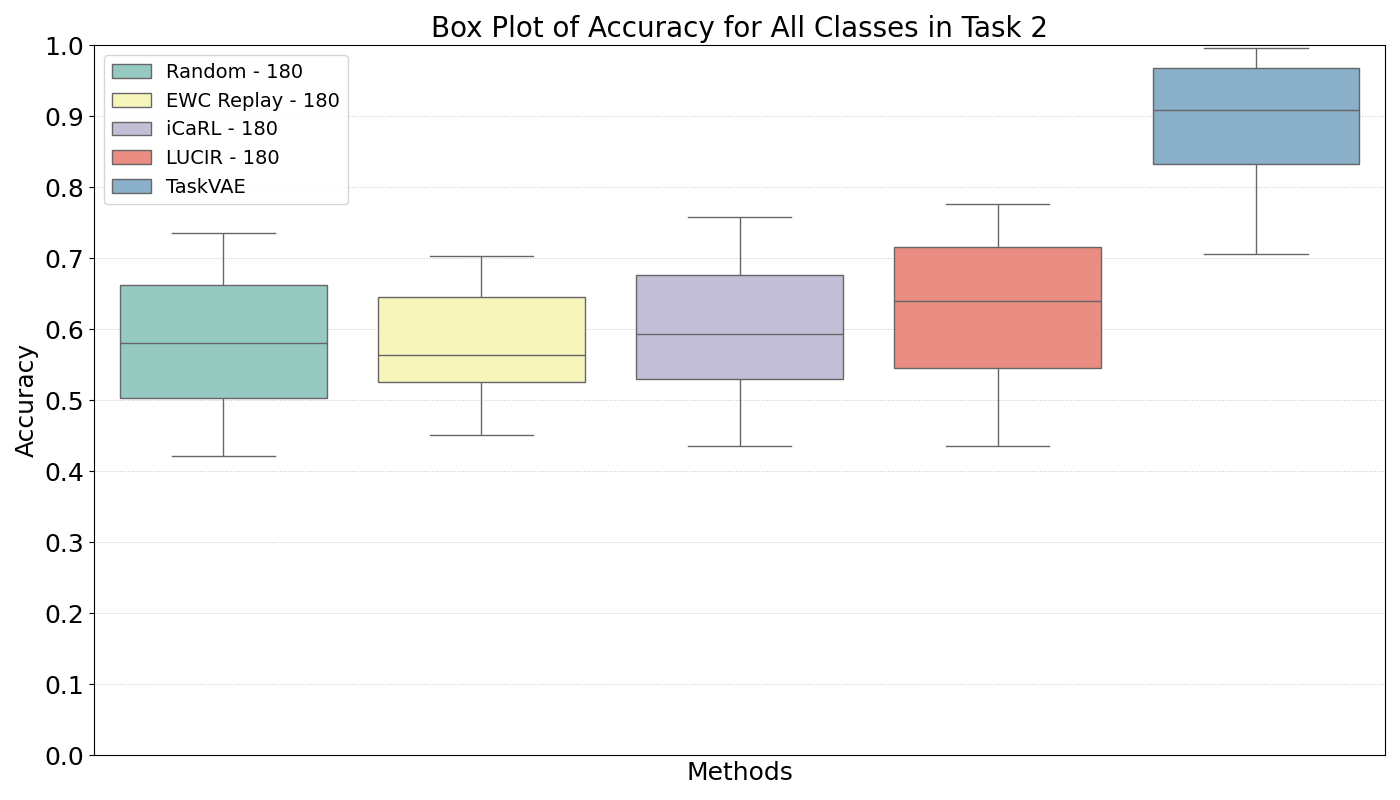 Box Plot of Accuracy for All Classes in Task 2
1.0
0.9
0.8
0.7
0.6
0.5
0.4
0.3
0.2
0.1
0.0
Accuracy
Random - 180
EWC Replay - 180
iCaRL - 180
LUCIR - 180
TaskVAE
Methods